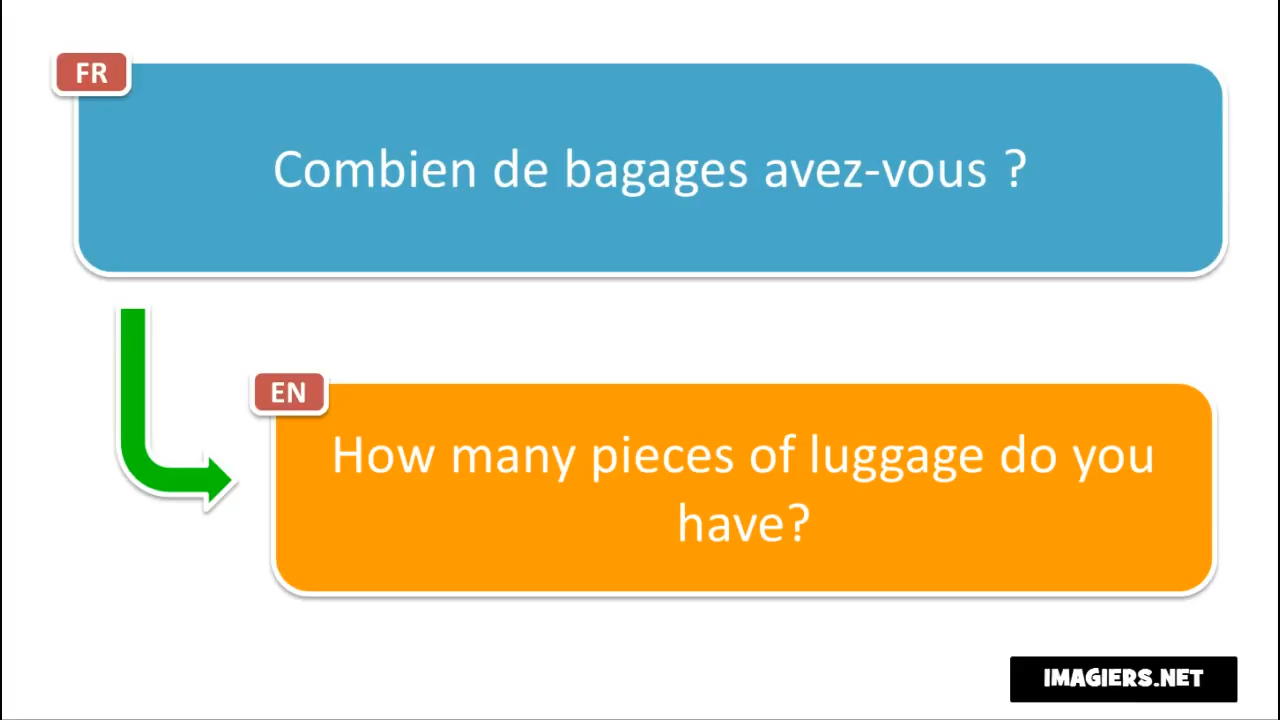 FR
Combien de bagages avez-vous ?
EN
How many pieces of luggage do you
have?
IMAGIERS.NET